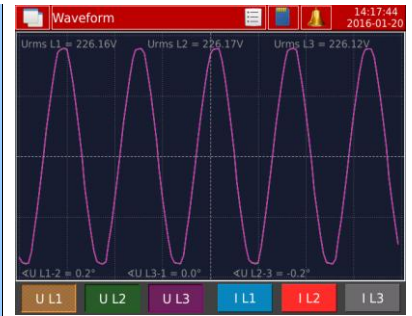 Waveform
14:17:44
2016-01-20
Urms L1 = 226.16V Urms L2 = 226.17V Urms L3 = 226.12V
∢U L1-2 = 0.2° ∢U L3-1 = 0.0° ∢U L2-3 = -0.2°
U L1 U L2 U L3 I L1 I L2 I L3